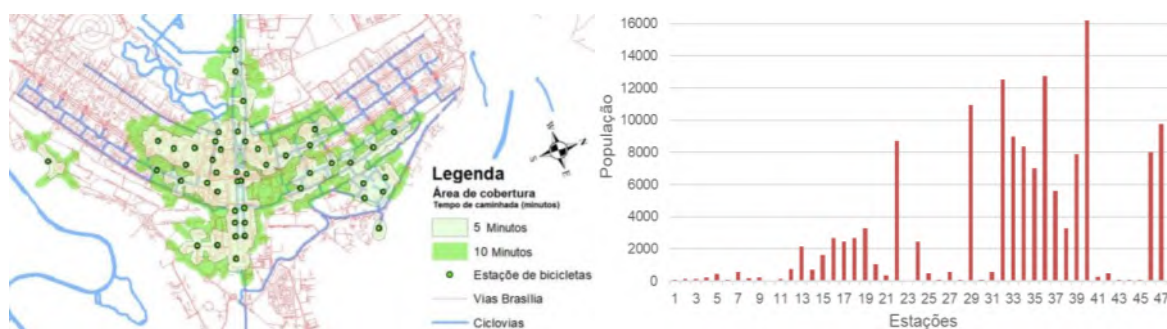 N
W
E
S
Legenda
Área de cobertura
Tempo de caminhada (minutos)
5 Minutos
10 Minutos
Estaçõe de bicicletas
Vias Brasília
Ciclovias
População
16000
14000
12000
10000
8000
6000
4000
2000
0
1 3 5 7 9 11 13 15 17 19 21 23 25 27 29 31 33 35 37 39 41 43 45 47
Estações